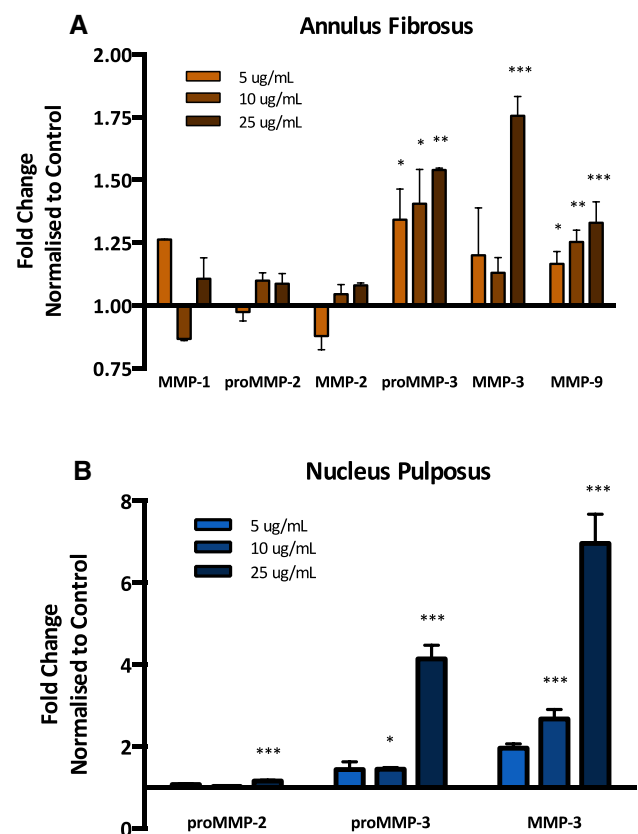 A
Annulus Fibrosus
Fold Change
Normalised to Control
2.00
1.75
1.50
1.25
1.00
0.75
5 ug/mL
10 ug/mL
25 ug/mL
* * **
***
* ** ***
MMP-1 proMMP-2 MMP-2 proMMP-3 MMP-3 MMP-9
B
Nucleus Pulposus
Fold Change
Normalised to Control
8
6
4
2
0
5 ug/mL
10 ug/mL
25 ug/mL
***
* ***
*** ***
proMMP-2 proMMP-3 MMP-3